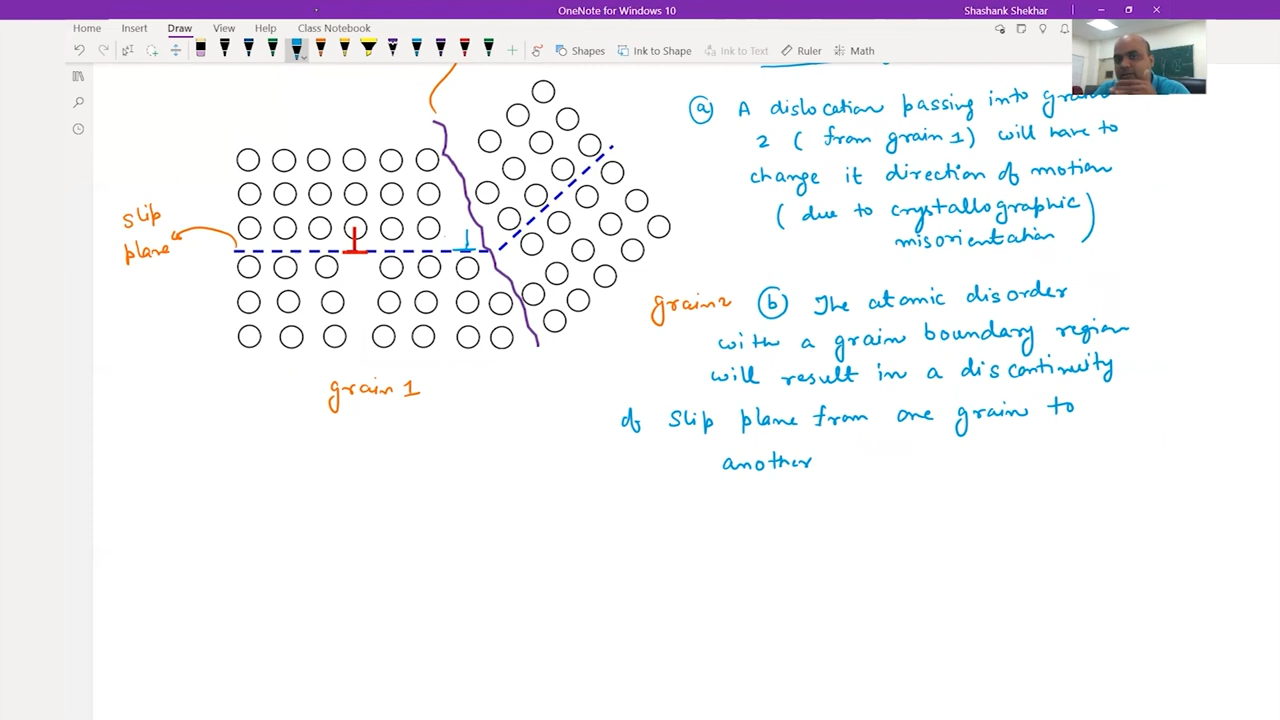 OneNote for Windows 10
Shashank Shekhar
Home Insert Draw View Help Class Notebook
Shapes Ink to Shape Ink to Text Ruler Math
slip
plane
grain 1
(a) A dislocation passing into grain
2 ( from grain 1) will have to
change it direction of motion
( due to crystallographic
misorientation )
grain 2
(b) The atomic disorder
with a grain boundary region
will result in a discontinuity
of slip plane from one grain to
another